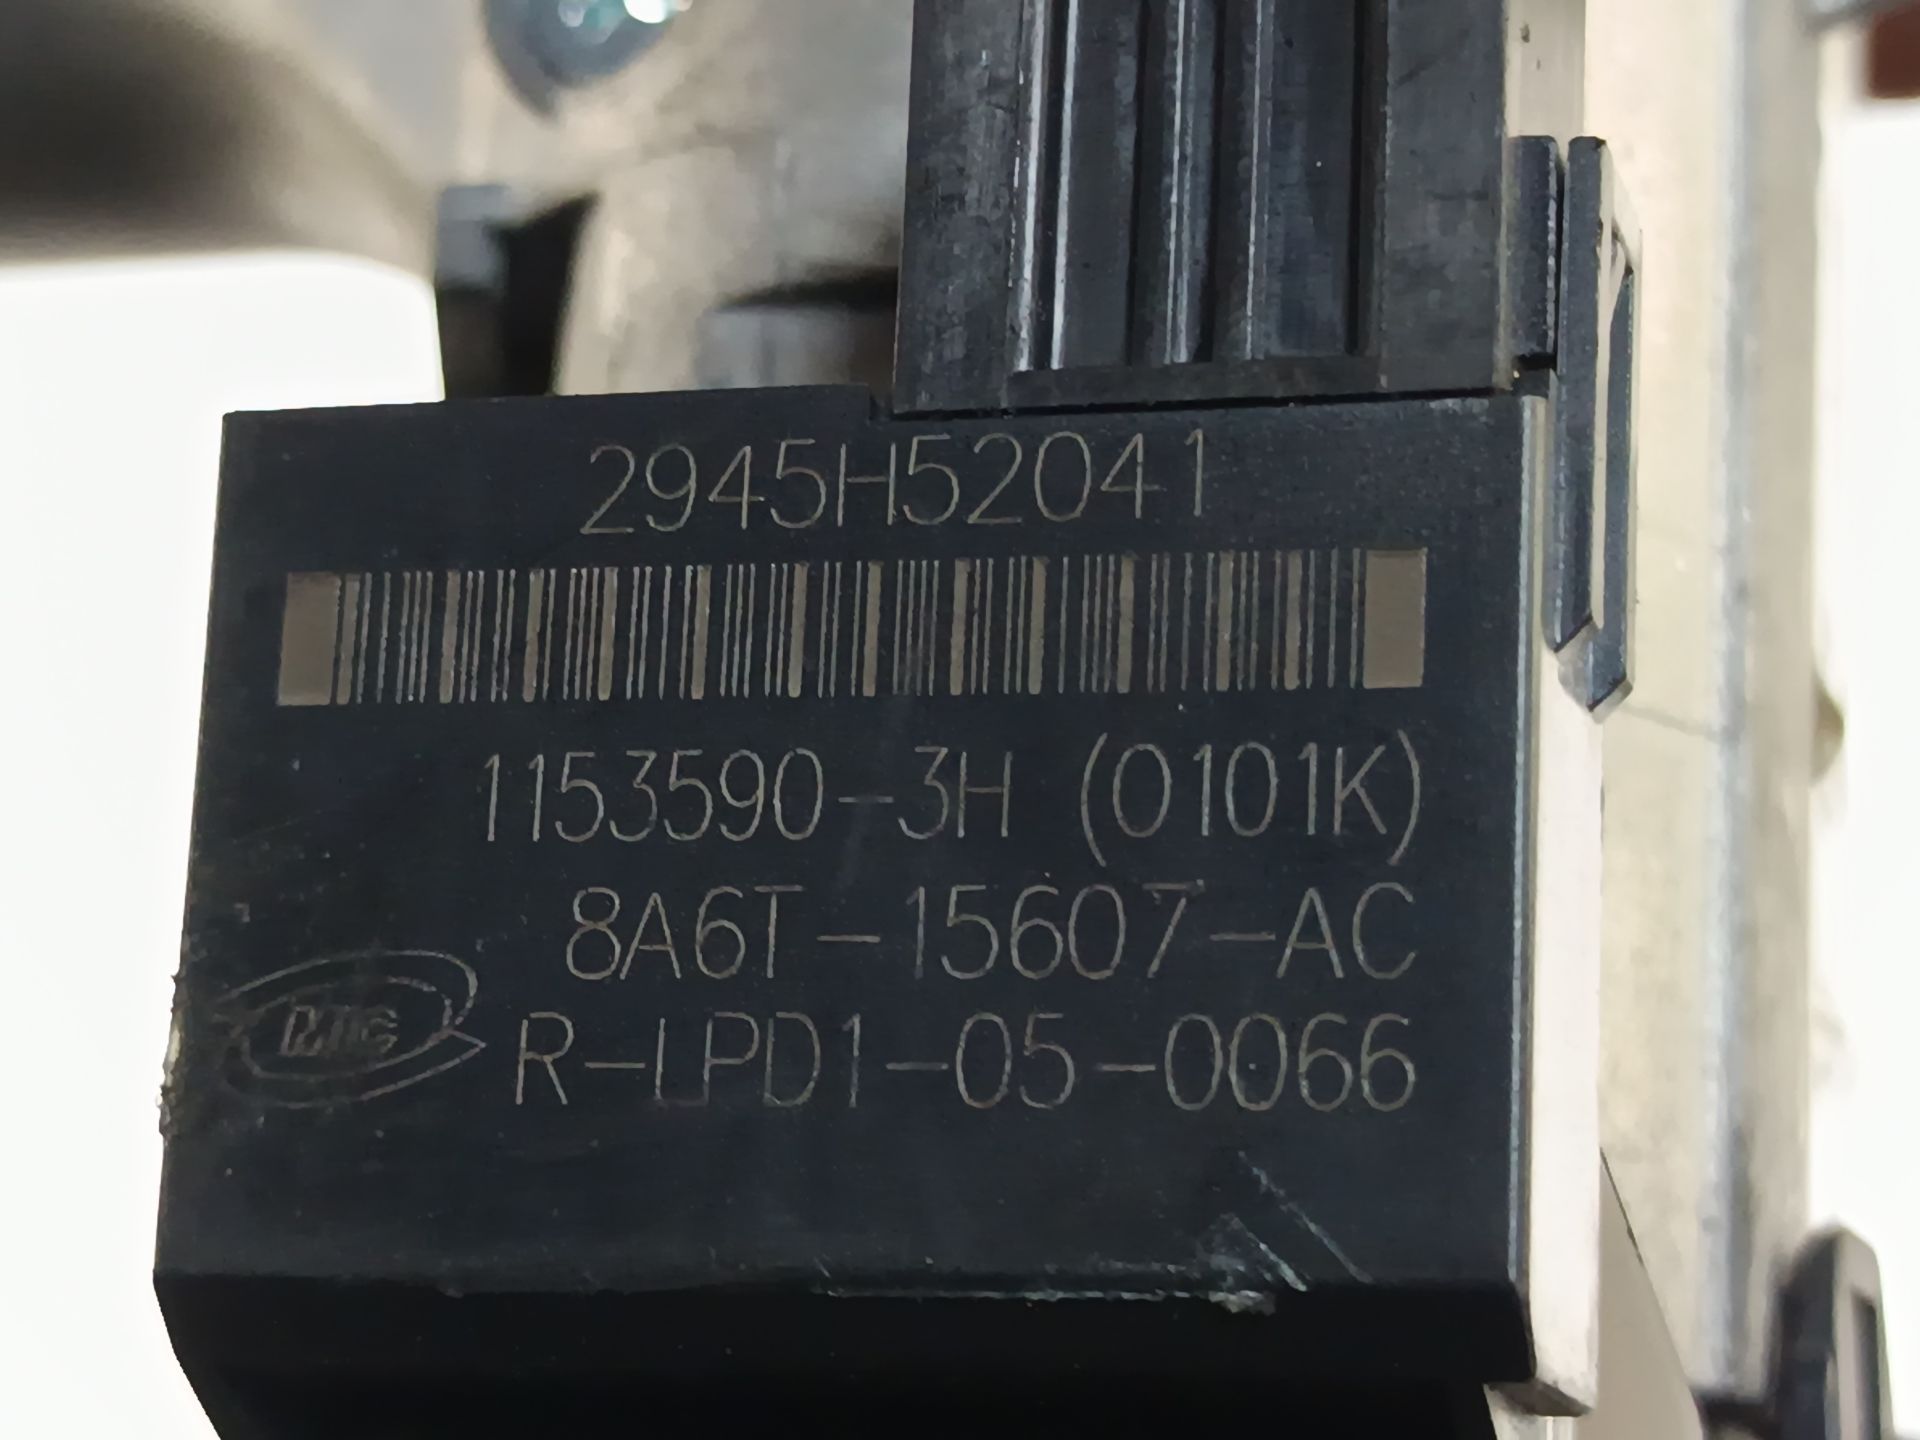 2945H52041
1153590-3H (0101K)
8A6T-15607-AC
R-LPD1-05-0066